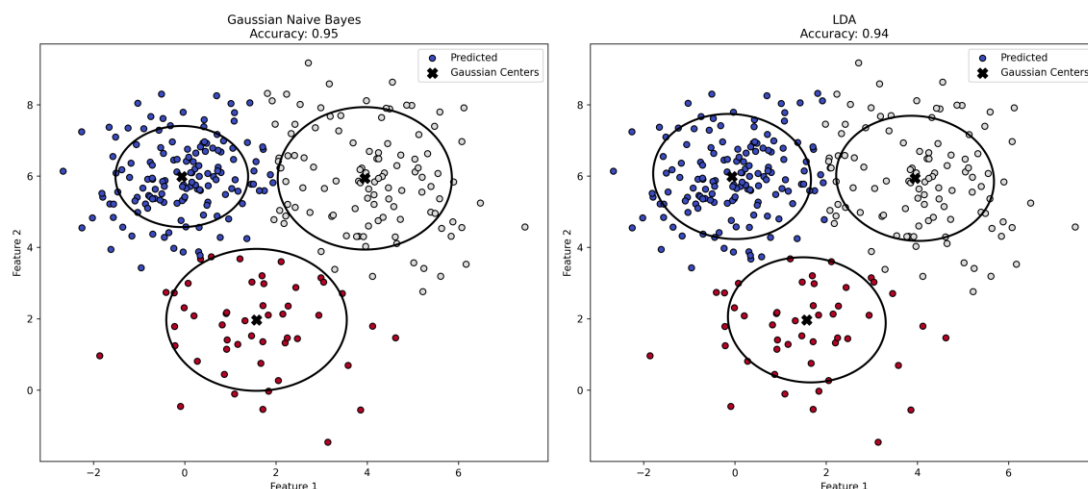 Gaussian Naive Bayes
Accuracy: 0.95
Predicted
Gaussian Centers
8
6
4
2
0
−2
0
2
4
6
Feature 1
Feature 2
LDA
Accuracy: 0.94
Predicted
Gaussian Centers
8
6
4
2
0
−2
0
2
4
6
Feature 1
Feature 2